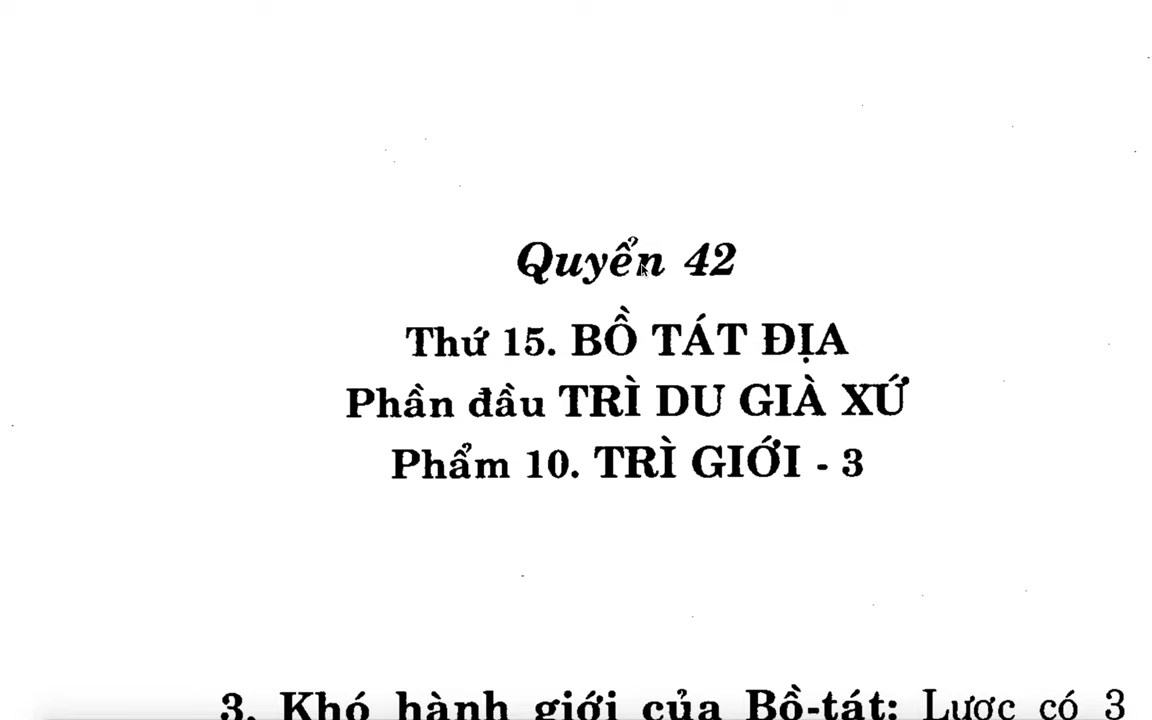 Quyển 42
Thứ 15. BỒ TÁT ĐỊA
Phần đầu TRÌ DU GIÀ XỨ
Phẩm 10. TRÌ GIỚI - 3
3. Khó hành giới của Bồ-tát: Lược có 3